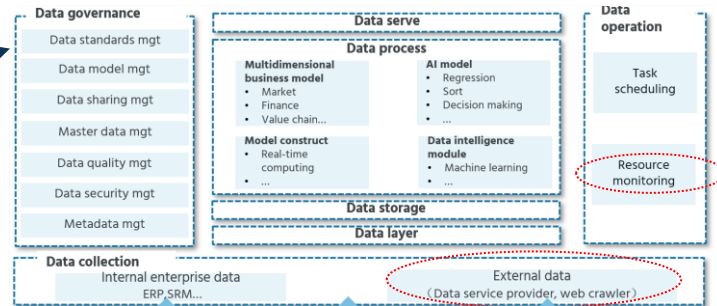 Data governance
Data standards mgt
Data model mgt
Data sharing mgt
Master data mgt
Data quality mgt
Data security mgt
Metadata mgt
Data serve
Data process
Multidimensional
business model
• Market
• Finance
• Value chain...
AI model
• Regression
• Sort
• Decision making
• ...
Model construct
• Real-time
computing
• ...
Data intelligence
module
• Machine learning
• ...
Data storage
Data layer
Data
operation
Task
scheduling
Resource
monitoring
Data collection
Internal enterprise data
ERP SRM...
External data
（Data service provider, web crawler）